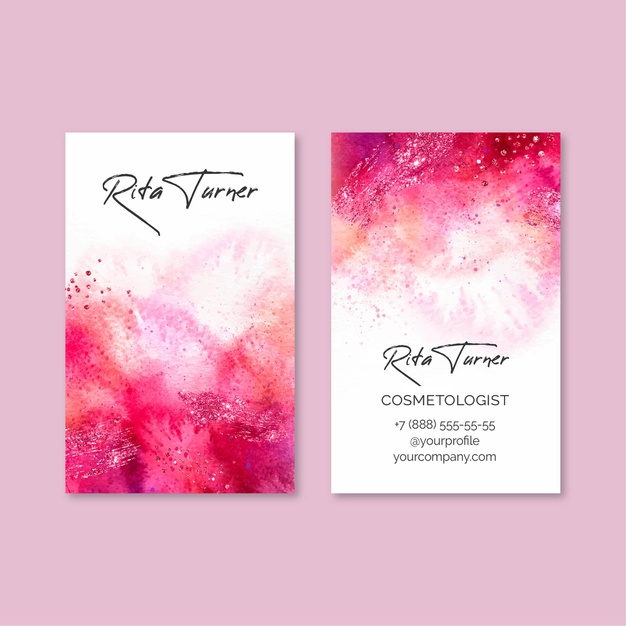 Rita Turner
Rita Turner
COSMETOLOGIST
+7 (888) 555-55-55
@yourprofile
yourcompany.com